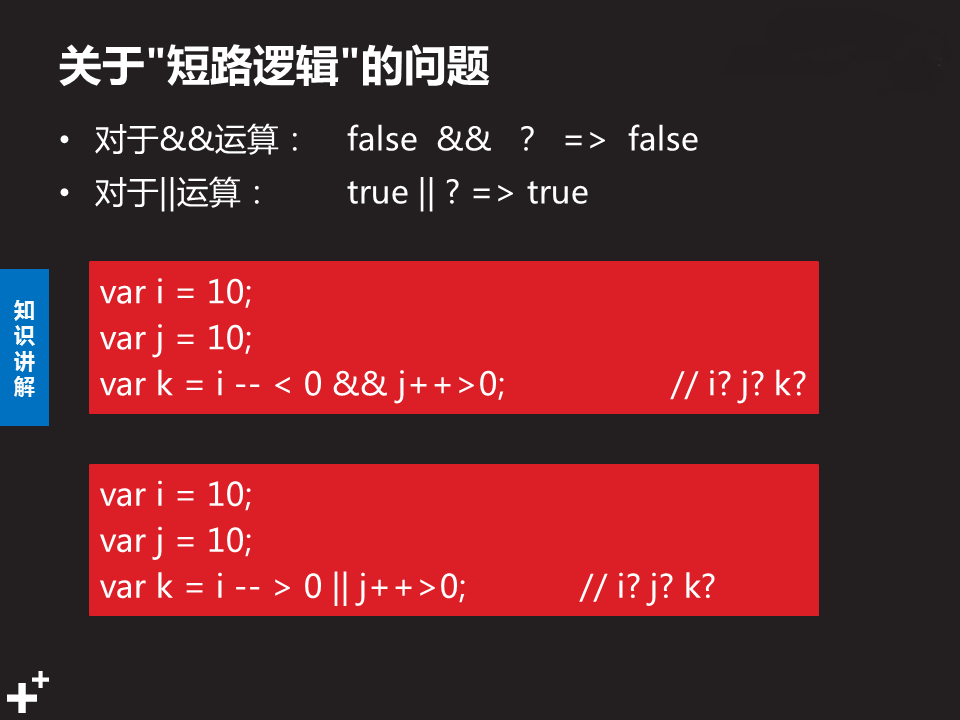 关于"短路逻辑"的问题
• 对于&&运算： false && ? => false
• 对于||运算： true || ? => true
var i = 10;
var j = 10;
var k = i -- < 0 && j++>0; // i? j? k?
知识讲解
var i = 10;
var j = 10;
var k = i -- > 0 || j++>0; // i? j? k?